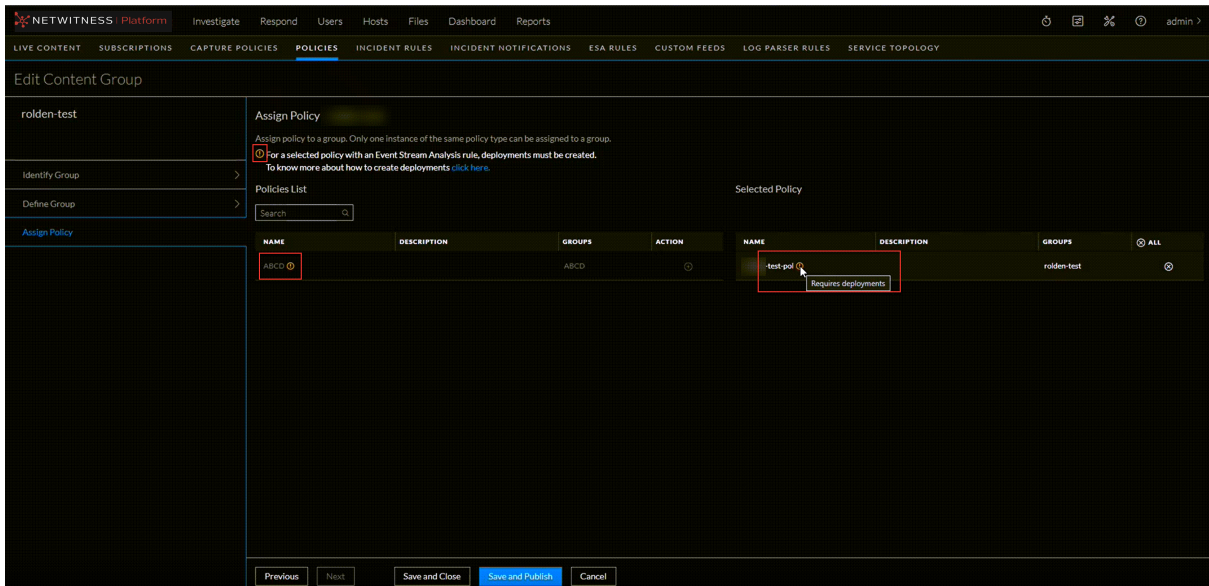 NETWITNESS | Platform Investigate Respond Users Hosts Files Dashboard Reports admin >
LIVE CONTENT SUBSCRIPTIONS CAPTURE POLICIES POLICIES INCIDENT RULES INCIDENT NOTIFICATIONS ESA RULES CUSTOM FEEDS LOG PARSER RULES SERVICE TOPOLOGY
Edit Content Group
rolden-test
Identify Group
Define Group
Assign Policy
Assign Policy
Assign policy to a group. Only one instance of the same policy type can be assigned to a group.
For a selected policy with an Event Stream Analysis rule, deployments must be created.
To know more about how to create deployments click here.
Policies List
Search
NAME DESCRIPTION GROUPS ACTION
ABCD ABCD
Selected Policy
NAME DESCRIPTION GROUPS ALL
-test-pol rolden-test
Requires deployments
Previous Next Save and Close Save and Publish Cancel